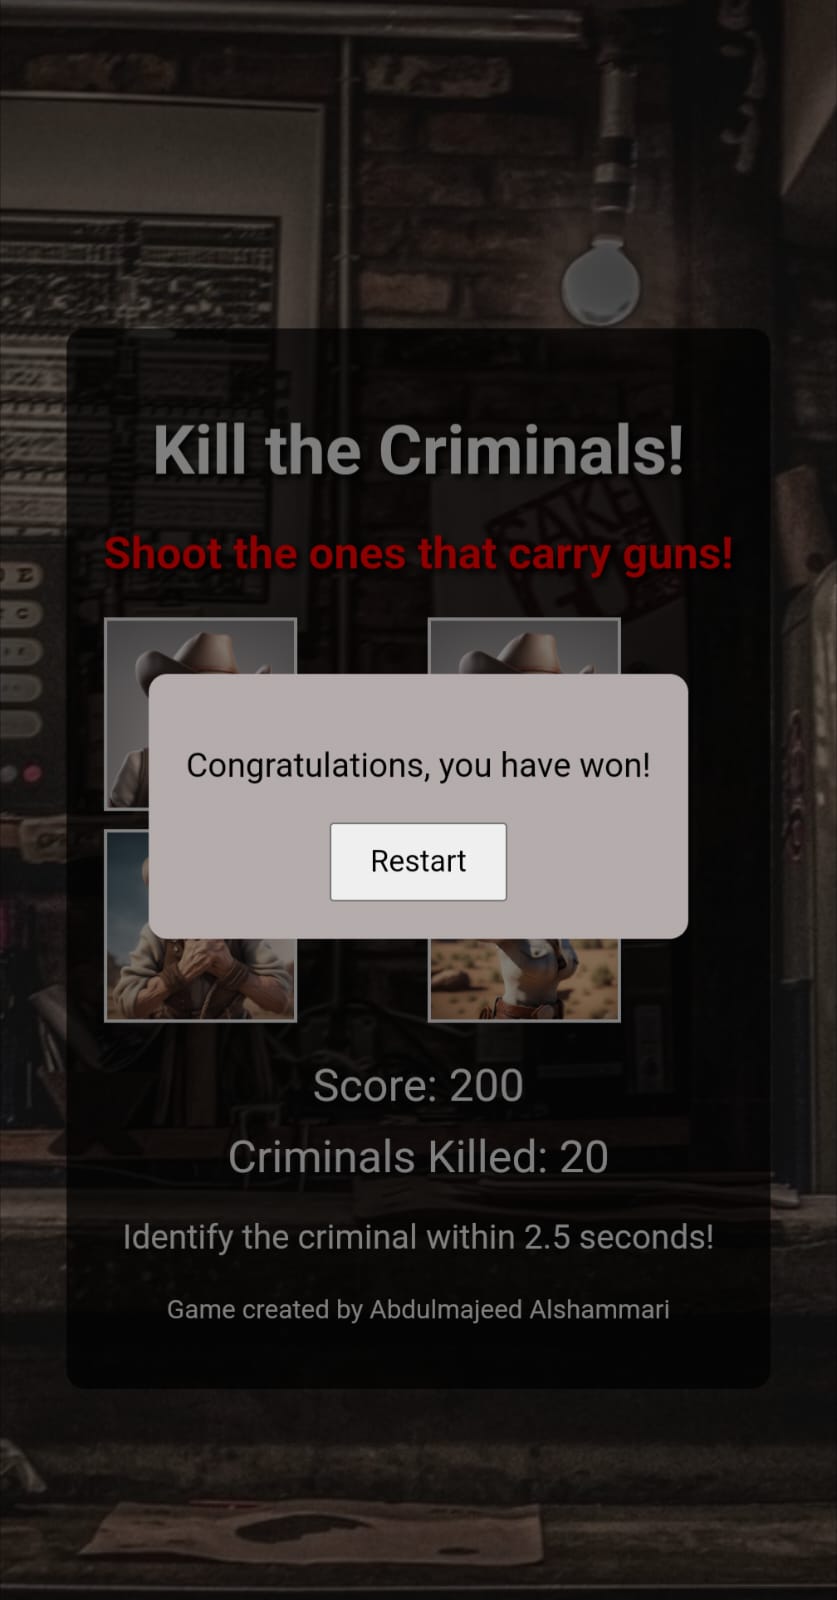 Kill the Criminals!
Shoot the ones that carry guns!
Congratulations, you have won!
Restart
Score: 200
Criminals Killed: 20
Identify the criminal within 2.5 seconds!
Game created by Abdulmajeed Alshammari